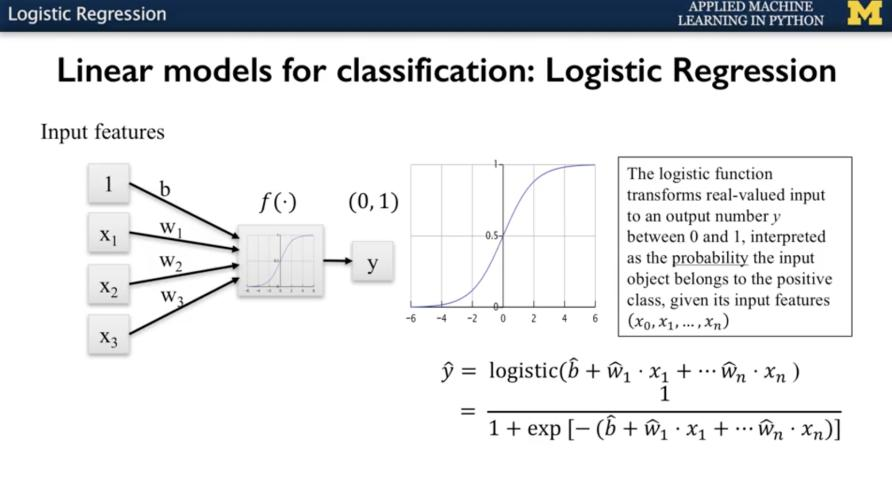 Logistic Regression
APPLIED MACHINE
LEARNING IN PYTHON
M
Linear models for classification: Logistic Regression
Input features
1
b
x₁
w₁
x₂
w₂
x₃
w₃
f(·)
(0, 1)
y
1
0.5
0
-6 -4 -2 0 2 4 6
The logistic function
transforms real-valued input
to an output number y
between 0 and 1, interpreted
as the probability the input
object belongs to the positive
class, given its input features
(x₀, x₁, … , xₙ)
ŷ = logistic(b̂ + ŵ₁ · x₁ + ⋯ ŵₙ · xₙ )
1
=
1 + exp [− (b̂ + ŵ₁ · x₁ + ⋯ ŵₙ · xₙ)]